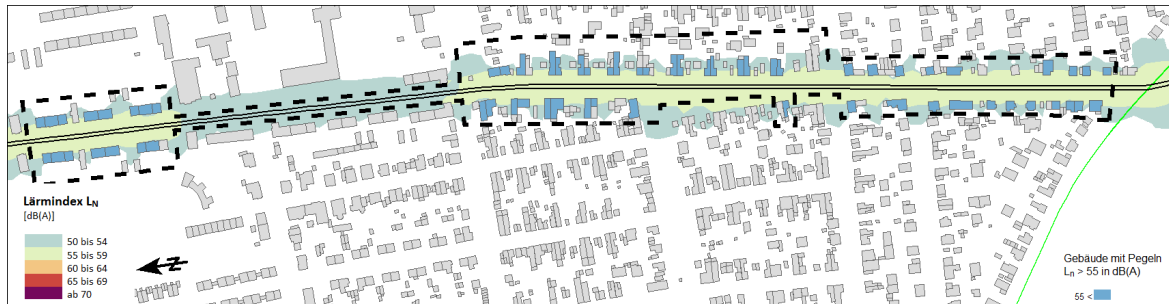 Lärmindex LN
[dB(A)]
50 bis 54
55 bis 59
60 bis 64
65 bis 69
ab 70
N
Gebäude mit Pegeln
Ln > 55 in dB(A)
55 <